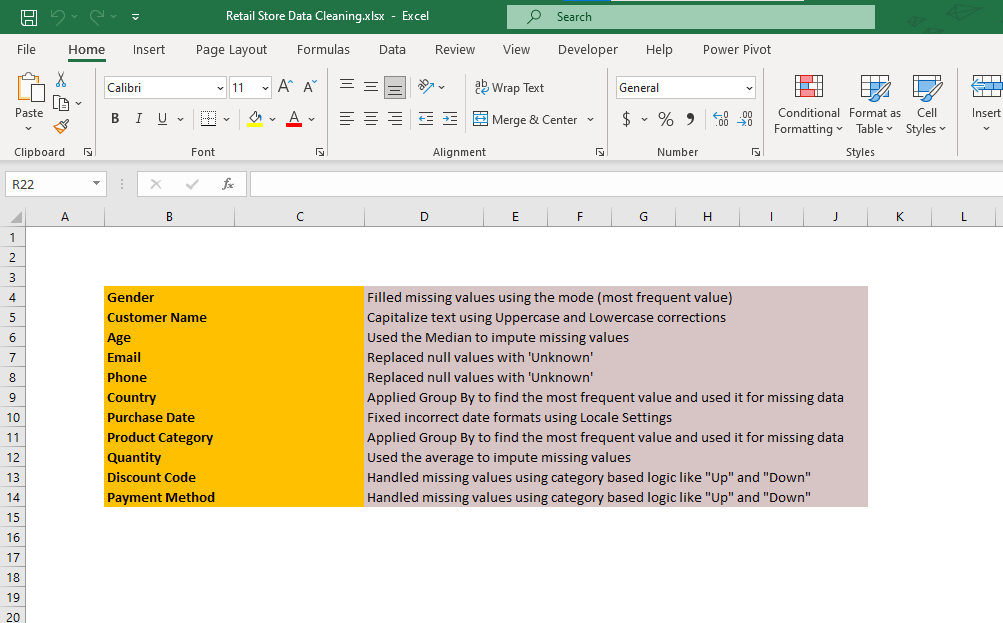 Retail Store Data Cleaning.xlsx - Excel
Search
File Home Insert Page Layout Formulas Data Review View Developer Help Power Pivot
Paste
Calibri 11
B I U
Wrap Text
Merge & Center
General
$ % 9
Conditional Formatting
Format as Table
Cell Styles
Insert
Clipboard Font Alignment Number Styles
R22 fx
A B C D E F G H I J K L
1
2
3
4 Gender Filled missing values using the mode (most frequent value)
5 Customer Name Capitalize text using Uppercase and Lowercase corrections
6 Age Used the Median to impute missing values
7 Email Replaced null values with 'Unknown'
8 Phone Replaced null values with 'Unknown'
9 Country Applied Group By to find the most frequent value and used it for missing data
10 Purchase Date Fixed incorrect date formats using Locale Settings
11 Product Category Applied Group By to find the most frequent value and used it for missing data
12 Quantity Used the average to impute missing values
13 Discount Code Handled missing values using category based logic like "Up" and "Down"
14 Payment Method Handled missing values using category based logic like "Up" and "Down"
15
16
17
18
19
20